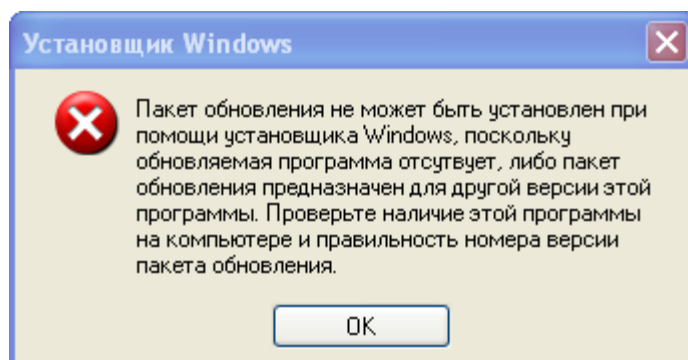 Установщик Windows
Пакет обновления не может быть установлен при
помощи установщика Windows, поскольку
обновляемая программа отсутвует, либо пакет
обновления предназначен для другой версии этой
программы. Проверьте наличие этой программы
на компьютере и правильность номера версии
пакета обновления.
OK